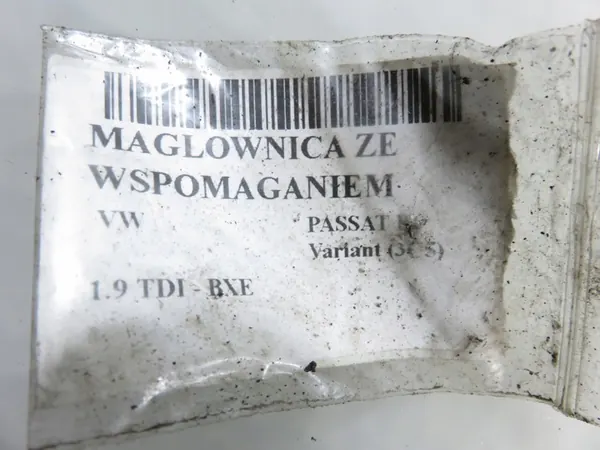 MAGLOWNICA ZE
WSPOMAGANIEM
VW PASSAT
Variant
1.9 TDI - BXE